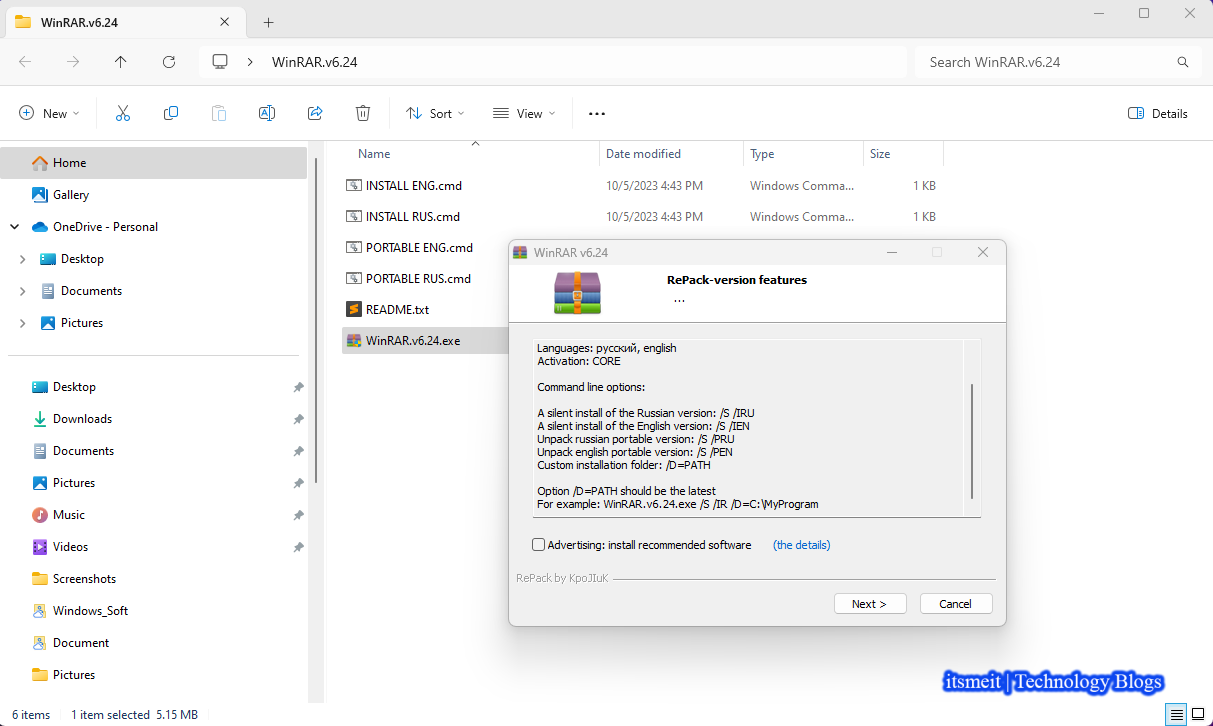 WinRAR.v6.24
WinRAR.v6.24
Search WinRAR.v6.24
New
Sort
View
Details
Home
Gallery
OneDrive - Personal
Desktop
Documents
Pictures
Desktop
Downloads
Documents
Pictures
Music
Videos
Screenshots
Windows_Soft
Document
Pictures
Name Date modified Type Size
INSTALL ENG.cmd 10/5/2023 4:43 PM Windows Comma... 1 KB
INSTALL RUS.cmd 10/5/2023 4:43 PM Windows Comma... 1 KB
PORTABLE ENG.cmd
PORTABLE RUS.cmd
README.txt
WinRAR.v6.24.exe
WinRAR v6.24
RePack-version features
...
Languages: русский, english
Activation: CORE
Command line options:
A silent install of the Russian version: /S /IRU
A silent install of the English version: /S /IEN
Unpack russian portable version: /S /PRU
Unpack english portable version: /S /PEN
Custom installation folder: /D=PATH
Option /D=PATH should be the latest
For example: WinRAR.v6.24.exe /S /IR /D=C:\MyProgram
Advertising: install recommended software (the details)
RePack by KpoJIuK
Next >
Cancel
itsmeit | Technology Blogs
6 items 1 item selected 5.15 MB